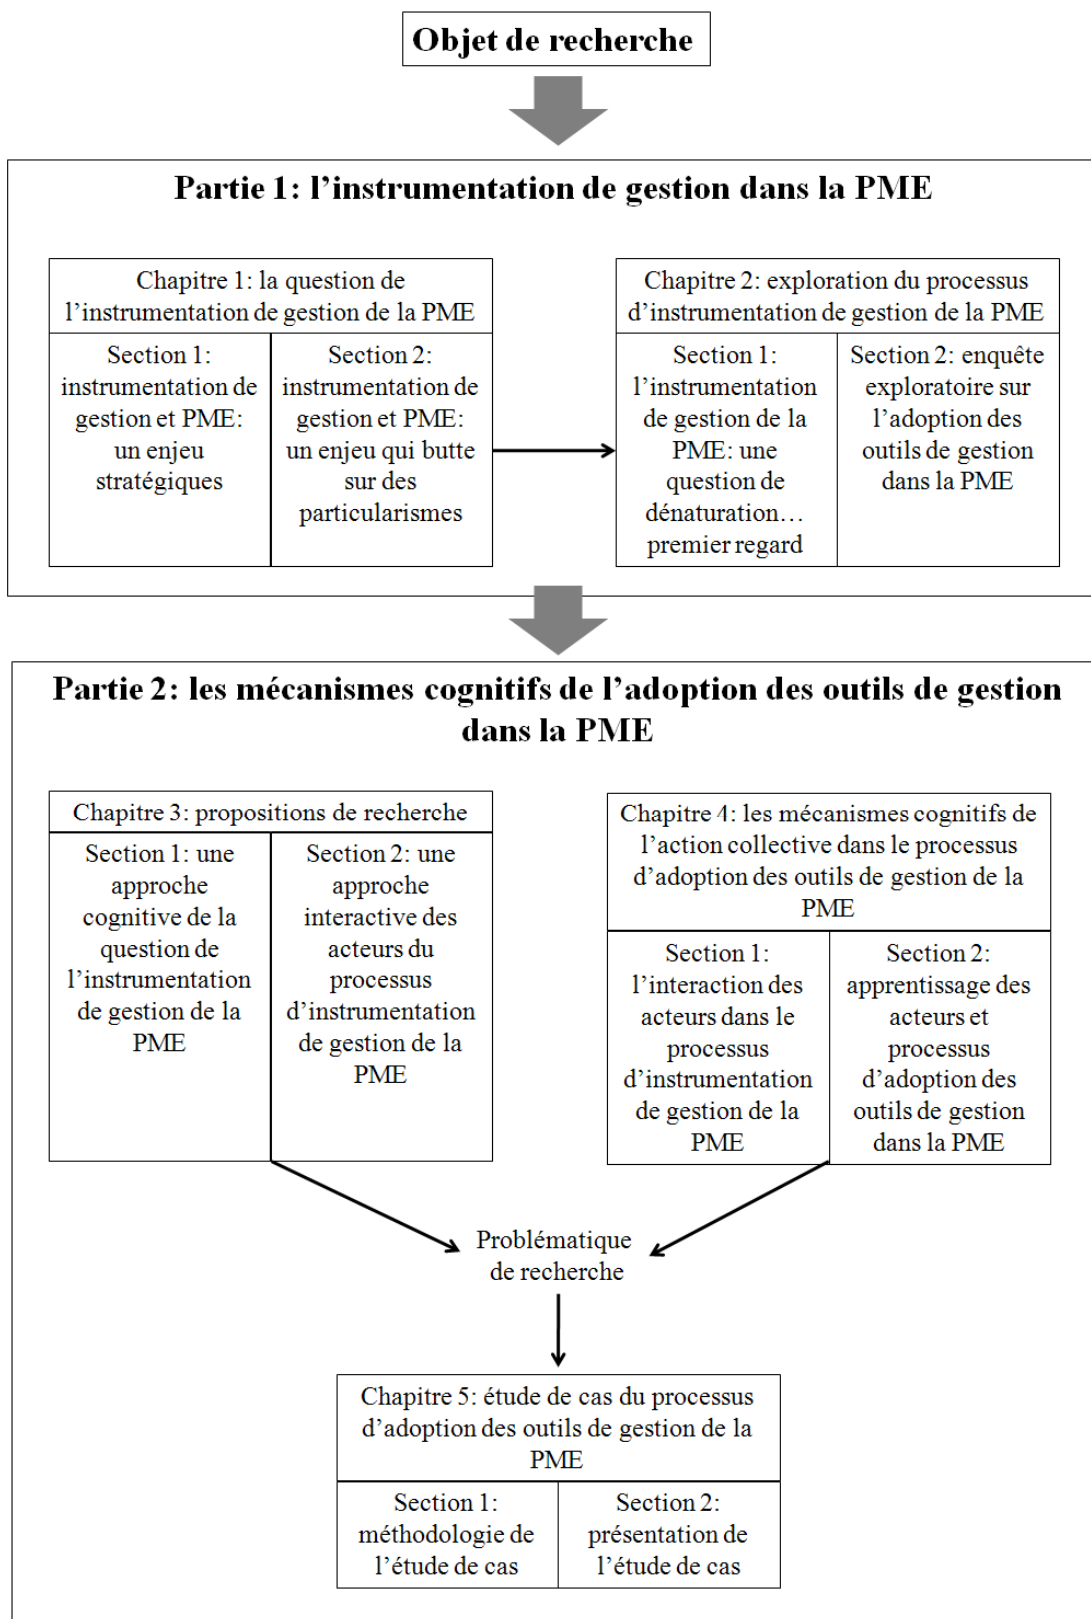 Objet de recherche
Partie 1: l’instrumentation de gestion dans la PME
Chapitre 1: la question de
l’instrumentation de gestion de la PME
Section 1:
instrumentation de
gestion et PME:
un enjeu
stratégiques
Section 2:
instrumentation de
gestion et PME:
un enjeu qui butte
sur des
particularismes
Chapitre 2: exploration du processus
d’instrumentation de gestion de la PME
Section 1:
l’instrumentation
de gestion de la
PME: une
question de
dénaturation…
premier regard
Section 2: enquête
exploratoire sur
l’adoption des
outils de gestion
dans la PME
Partie 2: les mécanismes cognitifs de l’adoption des outils de gestion
dans la PME
Chapitre 3: propositions de recherche
Section 1: une
approche
cognitive de la
question de
l’instrumentation
de gestion de la
PME
Section 2: une
approche
interactive des
acteurs du
processus
d’instrumentation
de gestion de la
PME
Chapitre 4: les mécanismes cognitifs de
l’action collective dans le processus
d’adoption des outils de gestion de la
PME
Section 1:
l’interaction des
acteurs dans le
processus
d’instrumentation
de gestion de la
PME
Section 2:
apprentissage des
acteurs et
processus
d’adoption des
outils de gestion
dans la PME
Problématique
de recherche
Chapitre 5: étude de cas du processus
d’adoption des outils de gestion de la
PME
Section 1:
méthodologie de
l’étude de cas
Section 2:
présentation de
l’étude de cas